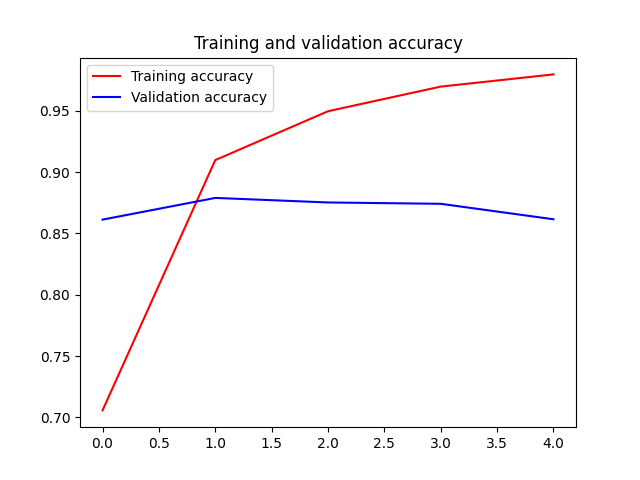 Training and validation accuracy
Training accuracy
Validation accuracy
0.95
0.90
0.85
0.80
0.75
0.70
0.0 0.5 1.0 1.5 2.0 2.5 3.0 3.5 4.0